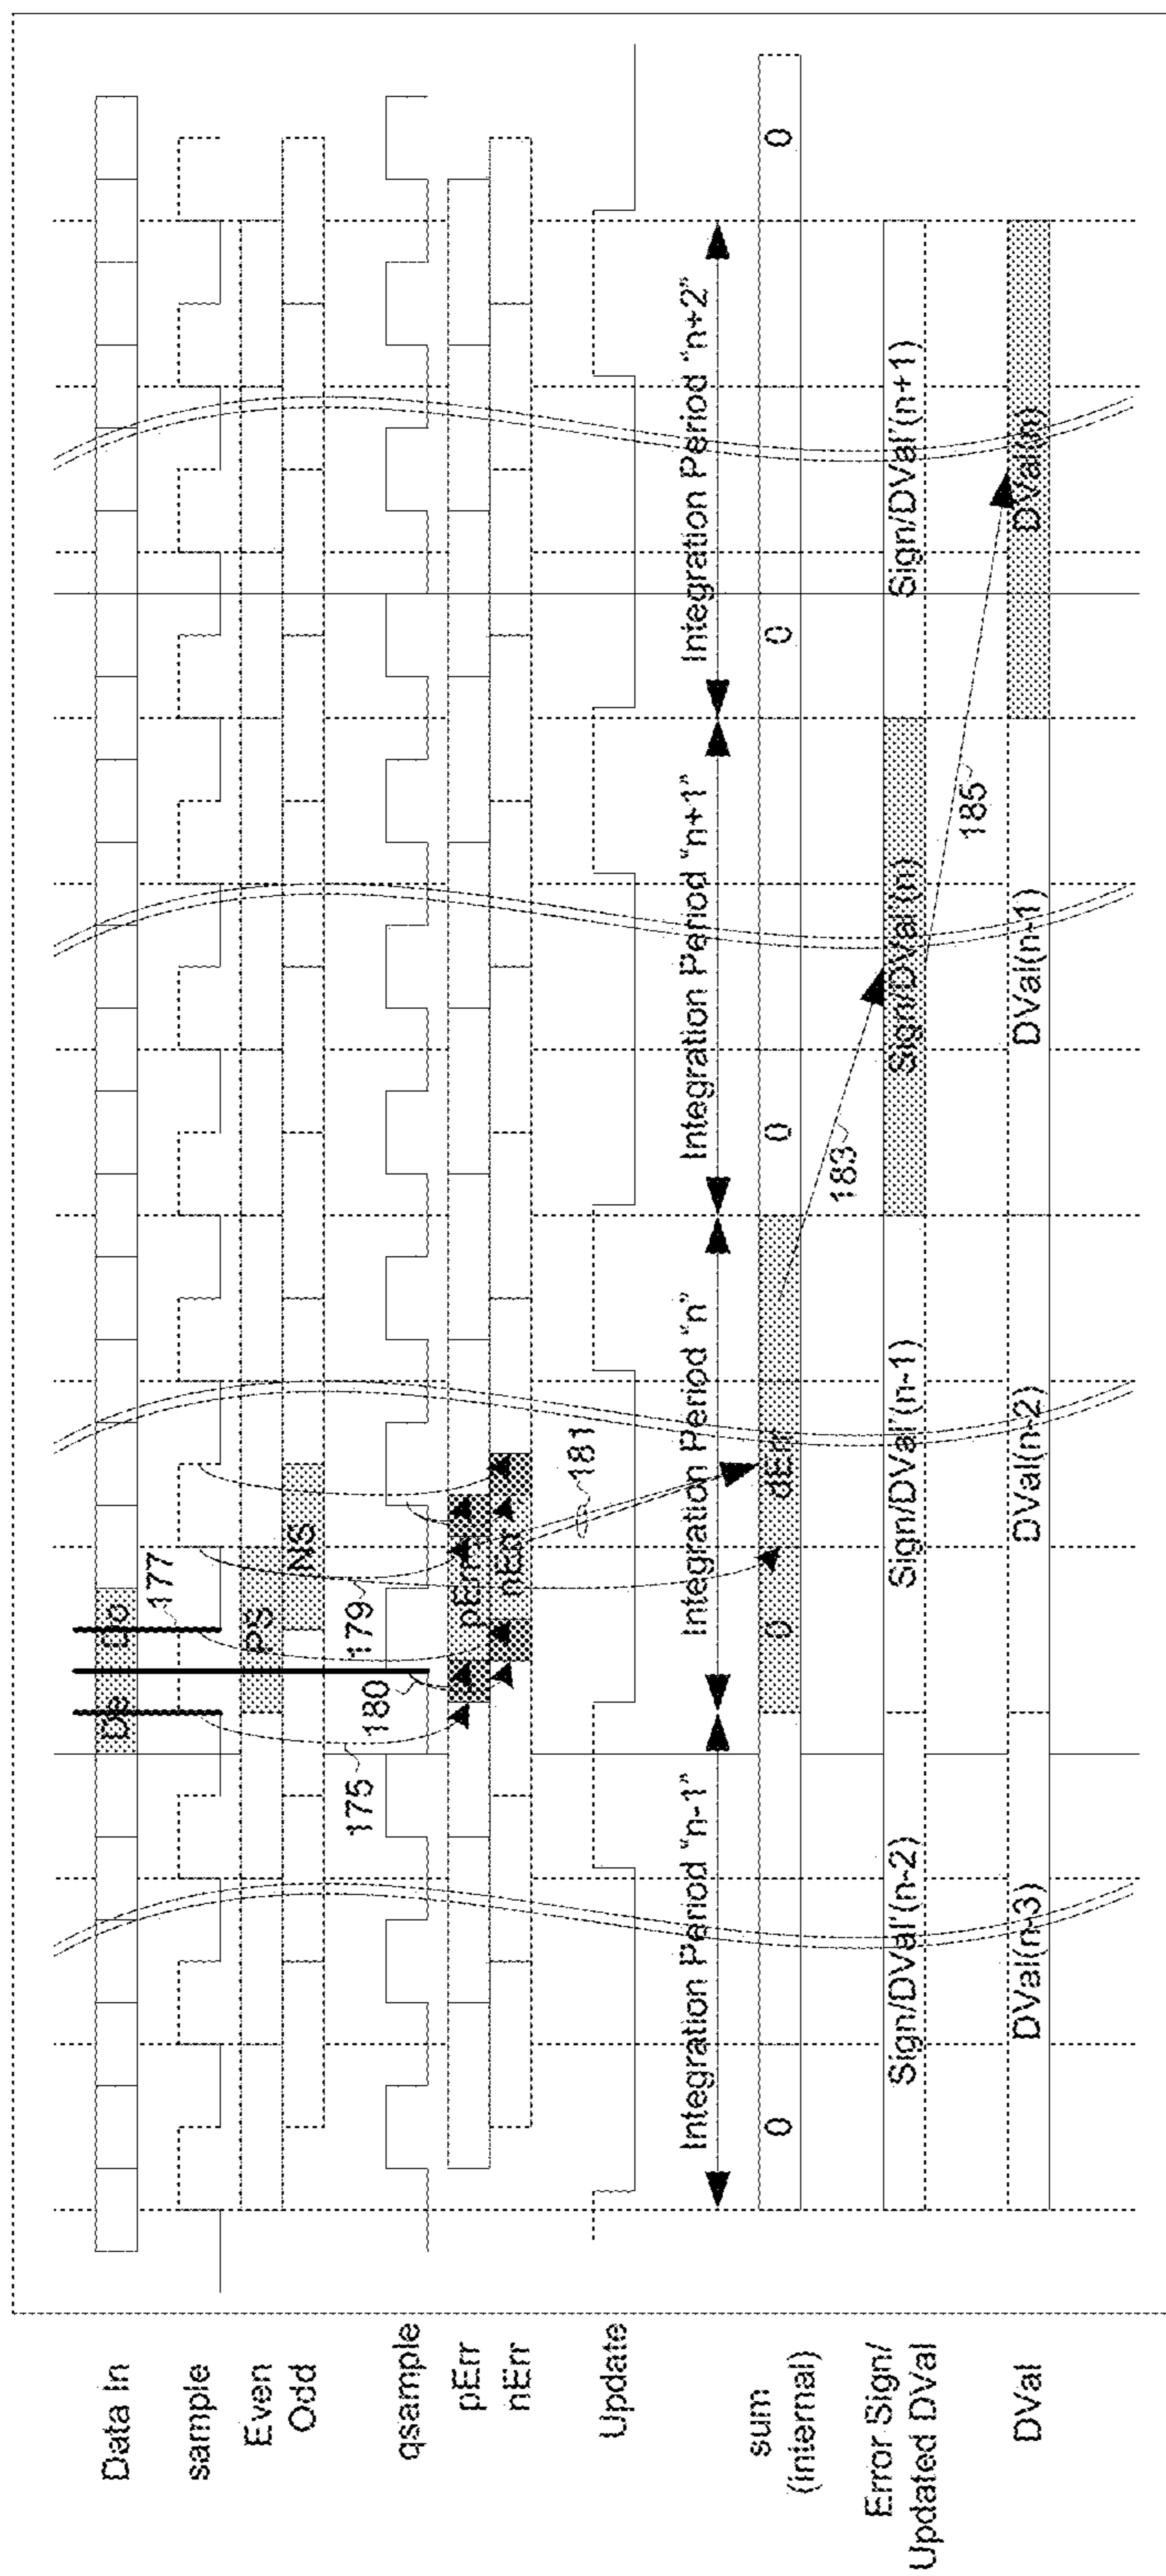 Data In
De
Do
177
sample
Even
PS
Odd
NS
175
180
179
qsample
pErr
pErr
nErr
nErr
Update
181
Integration Period “n-1”
Integration Period “n”
Integration Period “n+1”
Integration Period “n+2”
sum
(internal)
0
0
dErr
0
0
0
183
Error Sign/
Updated DVal
Sign/DVal'(n-2)
Sign/DVal'(n-1)
Sign/DVal'(n)
Sign/DVal'(n+1)
185
DVal
DVal(n-3)
DVal(n-2)
DVal(n-1)
DVal(n)